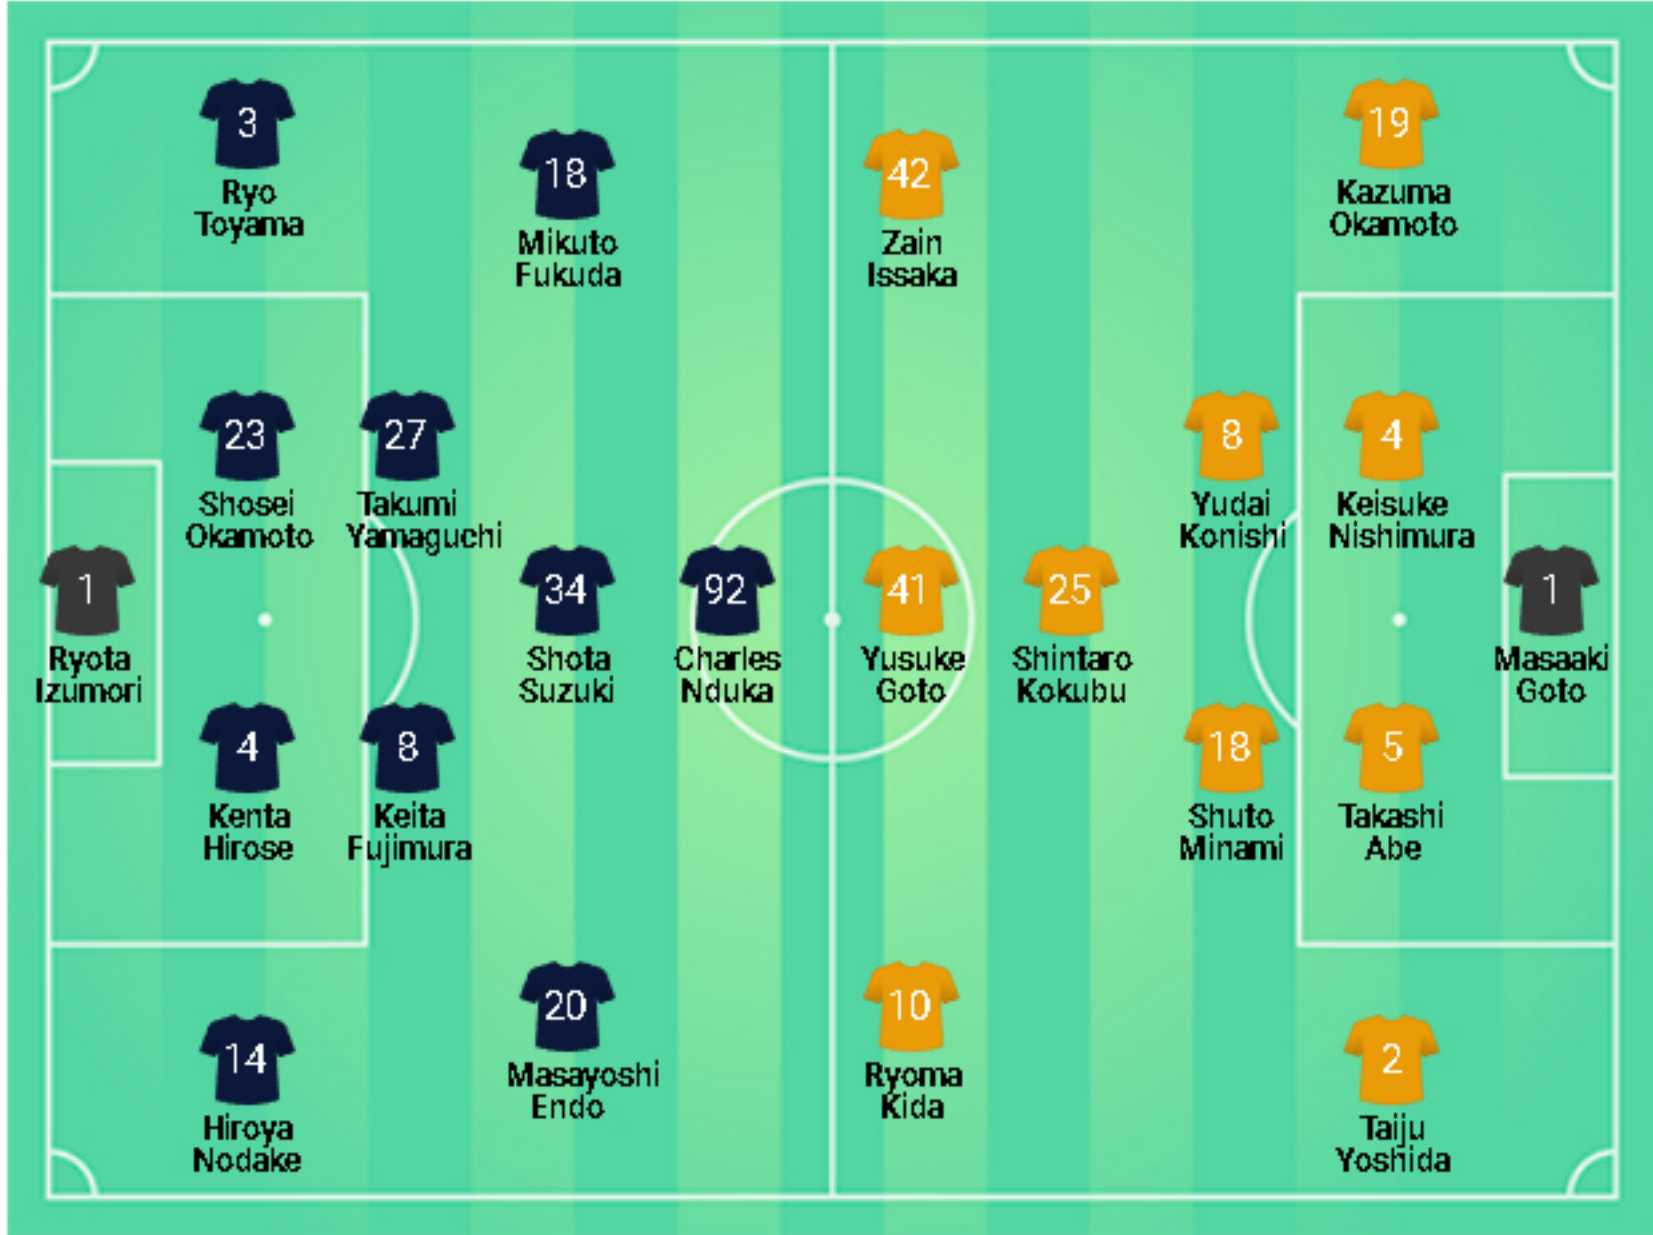 3
Ryo
Toyama
18
Mikuto
Fukuda
42
Zain
Issaka
19
Kazuma
Okamoto
23
Shosei
Okamoto
27
Takumi
Yamaguchi
8
Yudai
Konishi
4
Keisuke
Nishimura
1
Ryota
Izumori
34
Shota
Suzuki
92
Charles
Nduka
41
Yusuke
Goto
25
Shintaro
Kokubu
1
Masaaki
Goto
4
Kenta
Hirose
8
Keita
Fujimura
18
Shuto
Minami
5
Takashi
Abe
14
Hiroya
Nodake
20
Masayoshi
Endo
10
Ryoma
Kida
2
Taiju
Yoshida